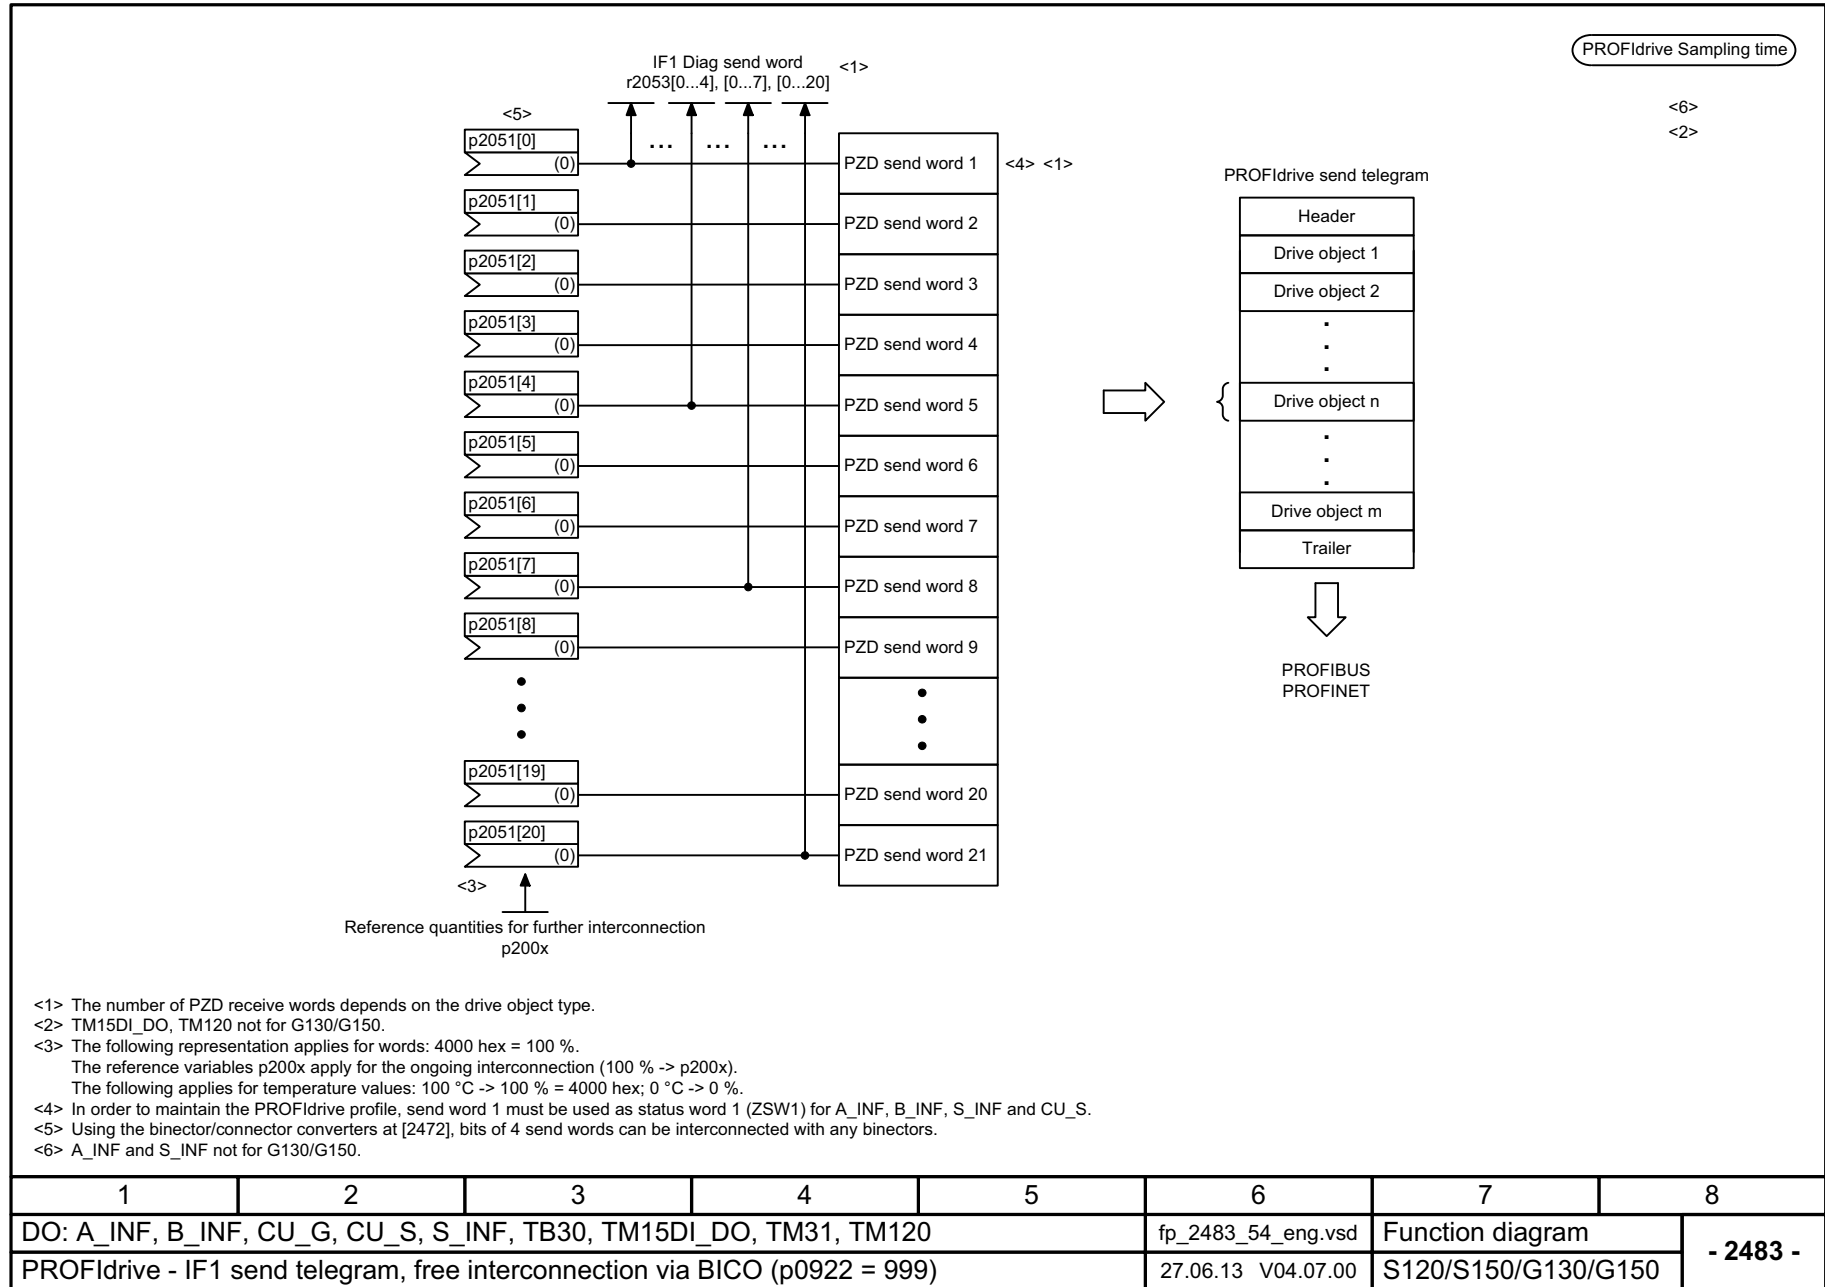 PROFIdrive Sampling time
IF1 Diag send word
r2053[0...4], [0...7], [0...20]
<1>
<6>
<2>
<5>
p2051[0]
(0)
... ... ...
PZD send word 1
<4> <1>
p2051[1]
(0)
PZD send word 2
p2051[2]
(0)
PZD send word 3
p2051[3]
(0)
PZD send word 4
p2051[4]
(0)
PZD send word 5
p2051[5]
(0)
PZD send word 6
p2051[6]
(0)
PZD send word 7
p2051[7]
(0)
PZD send word 8
p2051[8]
(0)
PZD send word 9
p2051[19]
(0)
PZD send word 20
p2051[20]
(0)
PZD send word 21
<3>
Reference quantities for further interconnection
p200x
PROFIdrive send telegram
Header
Drive object 1
Drive object 2
Drive object n
Drive object m
Trailer
PROFIBUS
PROFINET
<1> The number of PZD receive words depends on the drive object type.
<2> TM15DI_DO, TM120 not for G130/G150.
<3> The following representation applies for words: 4000 hex = 100 %.
The reference variables p200x apply for the ongoing interconnection (100 % -> p200x).
The following applies for temperature values: 100 °C -> 100 % = 4000 hex; 0 °C -> 0 %.
<4> In order to maintain the PROFIdrive profile, send word 1 must be used as status word 1 (ZSW1) for A_INF, B_INF, S_INF and CU_S.
<5> Using the binector/connector converters at [2472], bits of 4 send words can be interconnected with any binectors.
<6> A_INF and S_INF not for G130/G150.
1 2 3 4 5 6 7 8
DO: A_INF, B_INF, CU_G, CU_S, S_INF, TB30, TM15DI_DO, TM31, TM120
fp_2483_54_eng.vsd
Function diagram
- 2483 -
PROFIdrive - IF1 send telegram, free interconnection via BICO (p0922 = 999)
27.06.13 V04.07.00
S120/S150/G130/G150